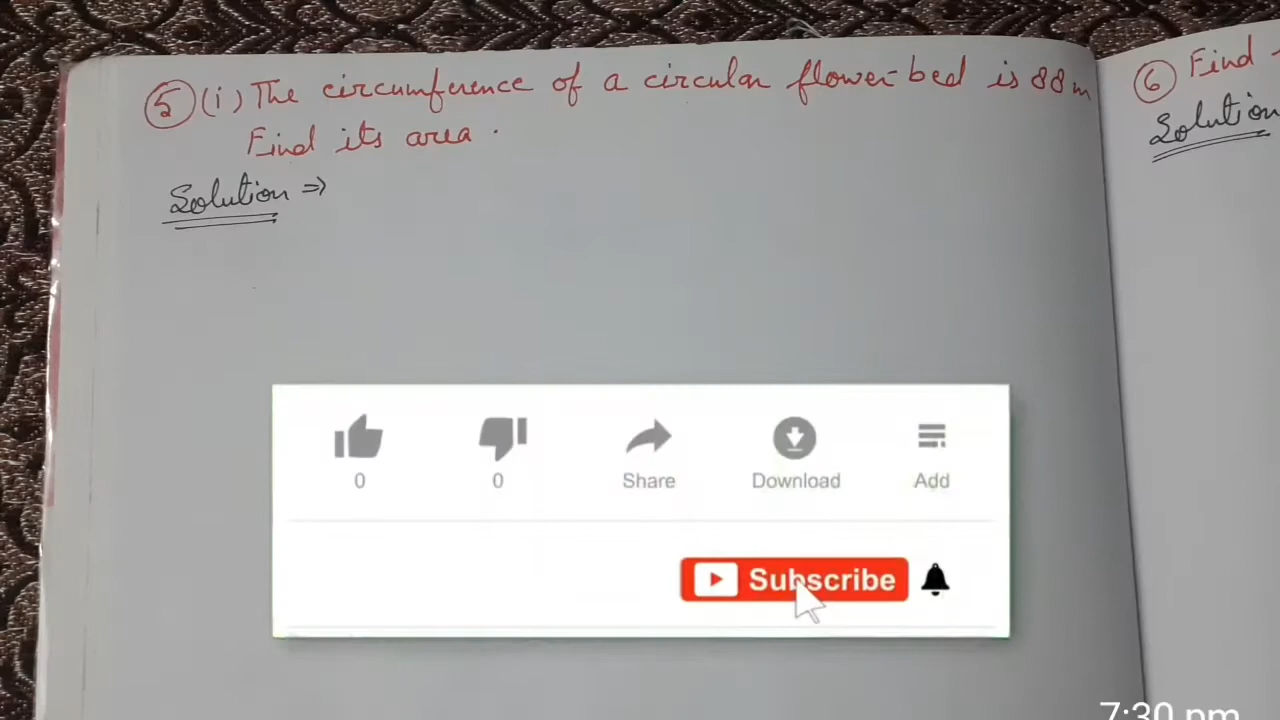 5 (i) The circumference of a circular flower-bed is 88m
Find its area.
Solution ⇒
6 Find
Solution
0
0
Share
Download
Add
Subscribe
7:30 pm